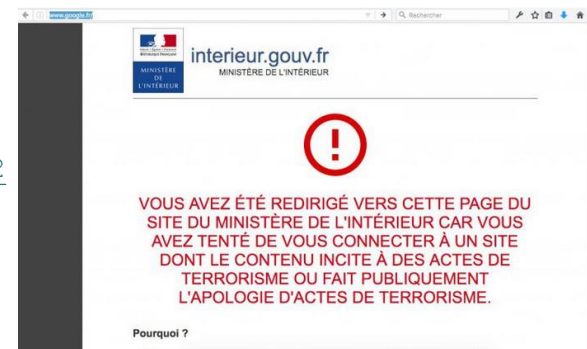 www.google.fr
Rechercher
interieur.gouv.fr
MINISTÈRE DE L'INTÉRIEUR
MINISTÈRE
DE
L'INTÉRIEUR
VOUS AVEZ ÉTÉ REDIRIGÉ VERS CETTE PAGE DU
SITE DU MINISTÈRE DE L'INTÉRIEUR CAR VOUS
AVEZ TENTÉ DE VOUS CONNECTER À UN SITE
DONT LE CONTENU INCITE À DES ACTES DE
TERRORISME OU FAIT PUBLIQUEMENT
L'APOLOGIE D'ACTES DE TERRORISME.
Pourquoi ?